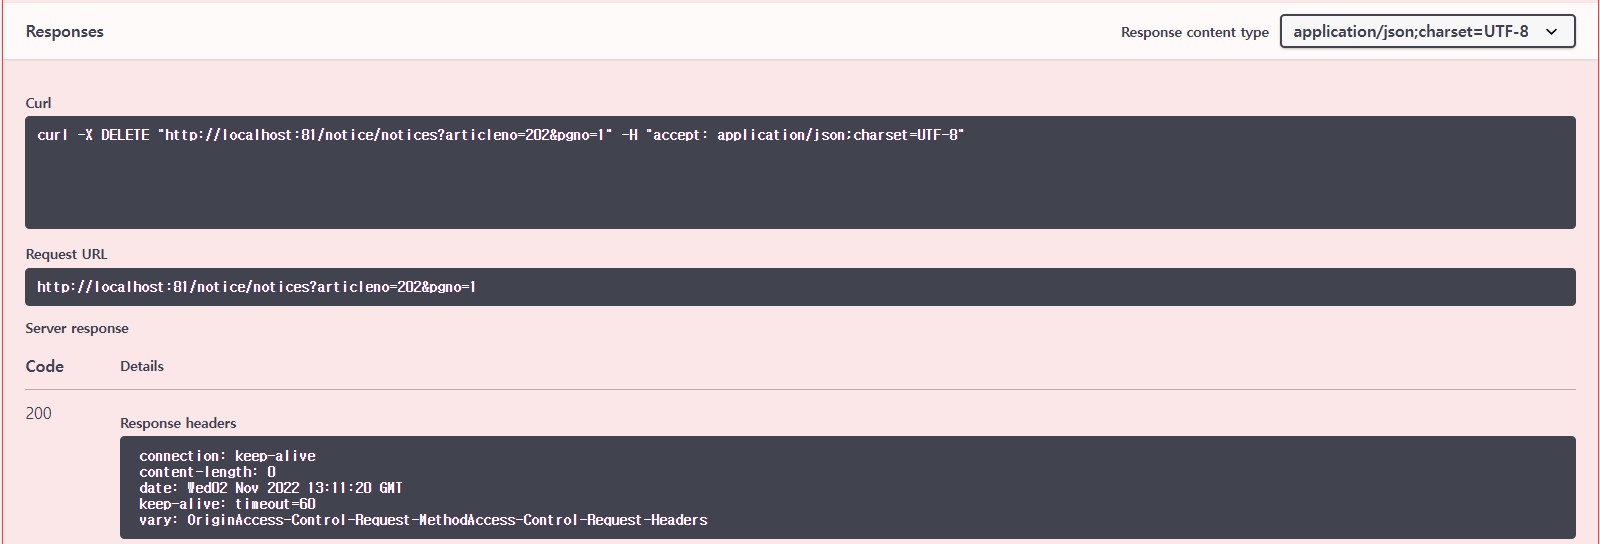 Responses
Response content type application/json;charset=UTF-8
Curl
curl -X DELETE "http://localhost:81/notice/notices?articleno=202&pgno=1" -H "accept: application/json;charset=UTF-8"
Request URL
http://localhost:81/notice/notices?articleno=202&pgno=1
Server response
Code Details
200
Response headers
connection: keep-alive
content-length: 0
date: Wed02 Nov 2022 13:11:20 GMT
keep-alive: timeout=60
vary: OriginAccess-Control-Request-MethodAccess-Control-Request-Headers